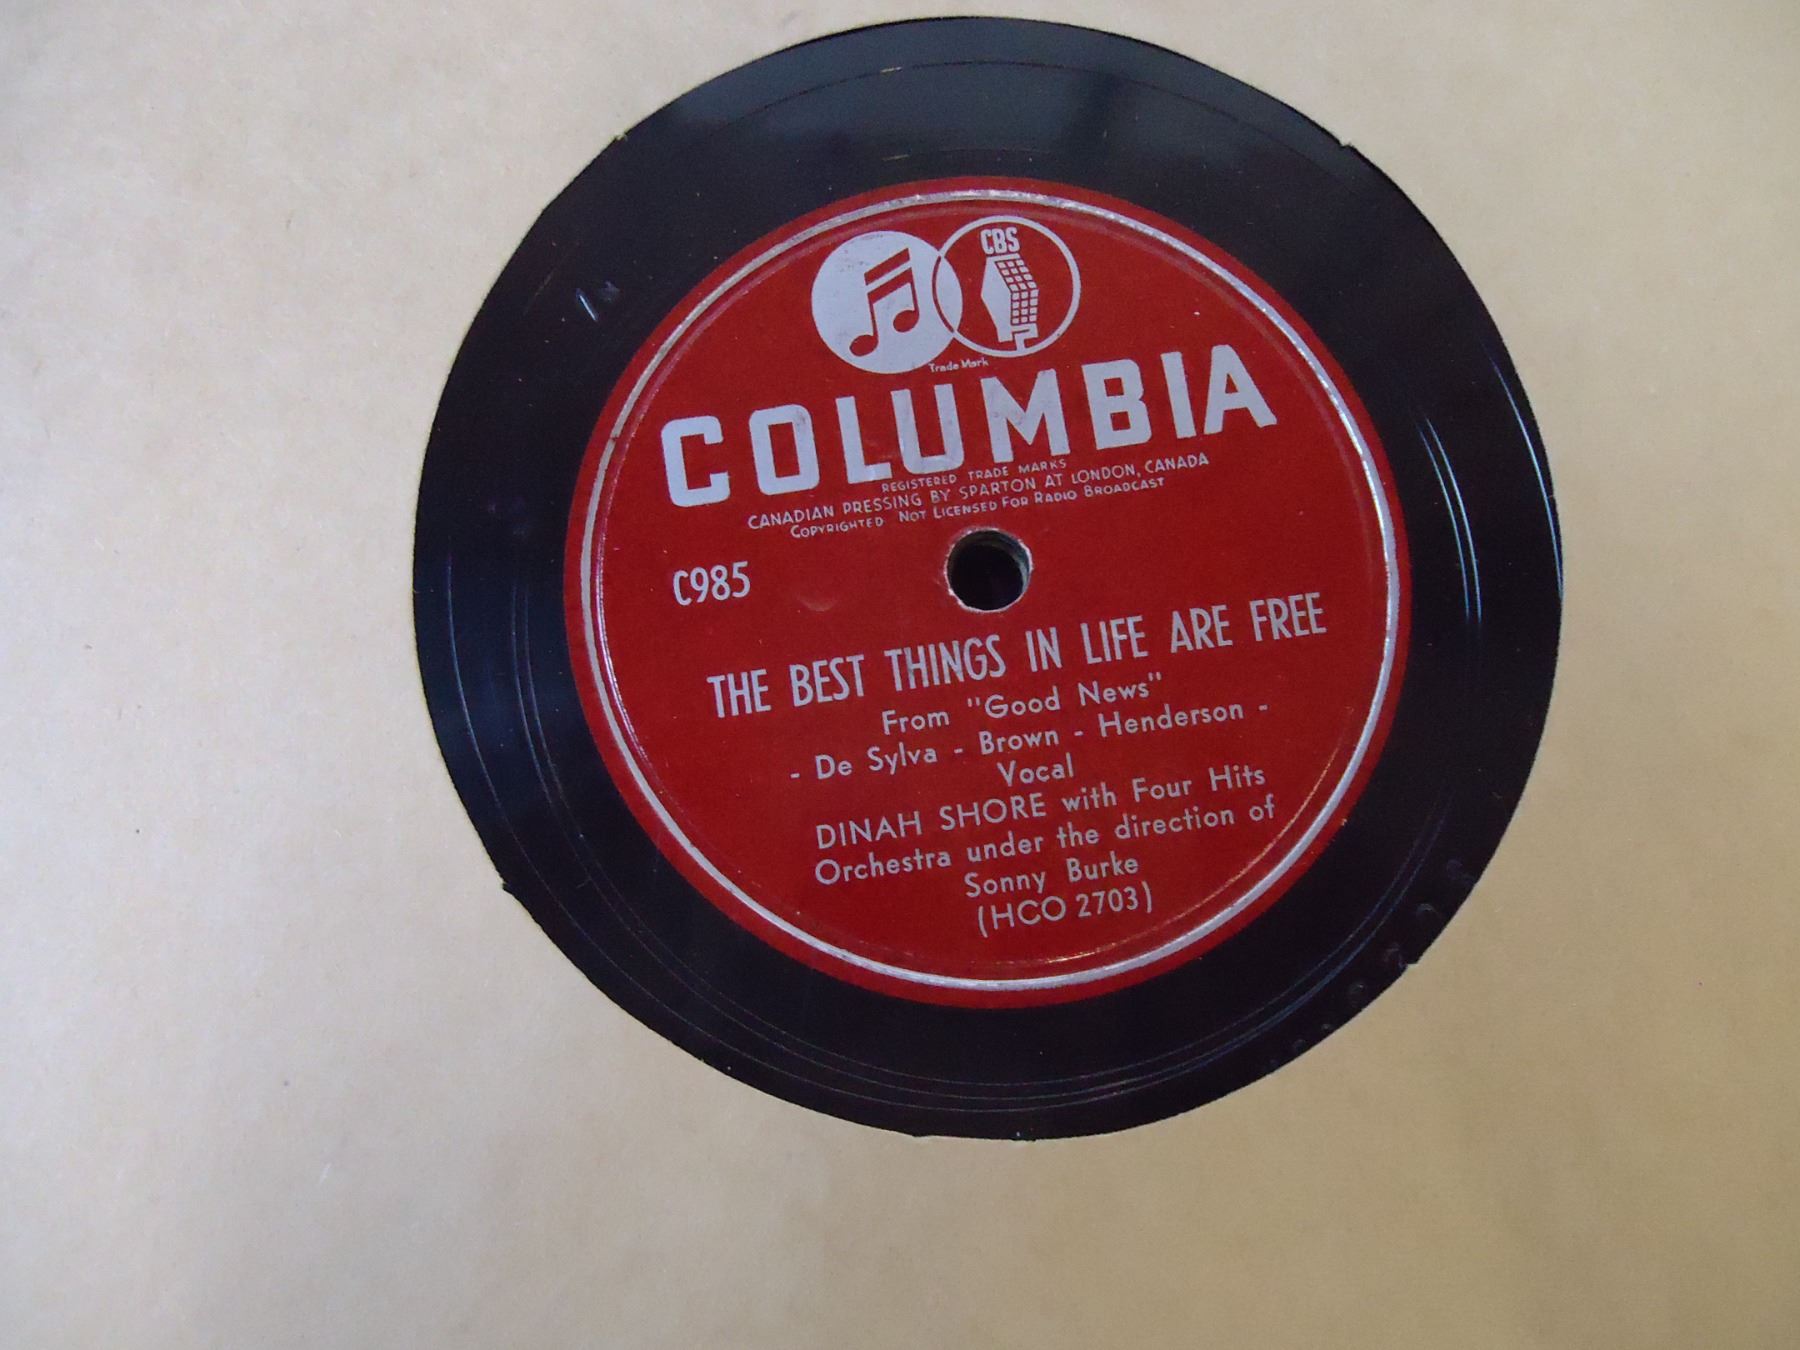 CBS
Trade Mark
COLUMBIA
REGISTERED TRADE MARKS
CANADIAN PRESSING BY SPARTON AT LONDON, CANADA
COPYRIGHTED NOT LICENSED FOR RADIO BROADCAST
C985
THE BEST THINGS IN LIFE ARE FREE
From "Good News"
- De Sylva - Brown - Henderson -
Vocal
DINAH SHORE with Four Hits
Orchestra under the direction of
Sonny Burke
(HCO 2703)